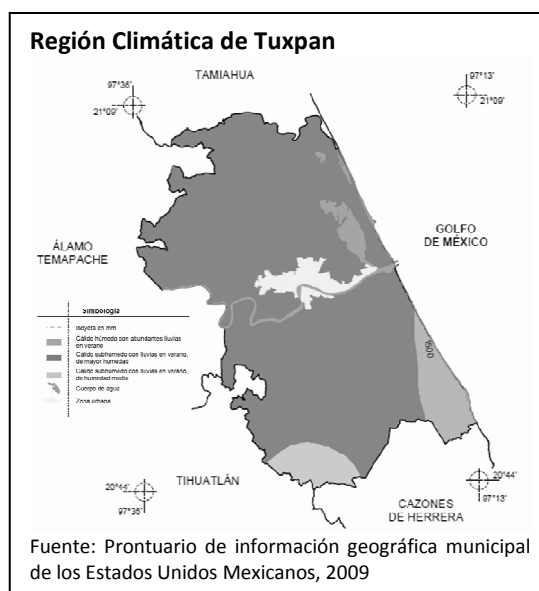 Región Climática de Tuxpan
TAMIAHUA
97°36'
21°09'
97°13'
21°09'
GOLFO
DE MÉXICO
ÁLAMO
TEMAPACHE
Simbología
Isoyeta en mm
Cálido húmedo con abundantes lluvias
en verano
Cálido subhúmedo con lluvias en verano,
de mayor humedad
Cálido subhúmedo con lluvias en verano,
de humedad media
Cuerpo de agua
Zona urbana
1500
TIHUATLÁN
20°44'
97°36'
20°44'
97°13'
CAZONES
DE HERRERA
Fuente: Prontuario de información geográfica municipal
de los Estados Unidos Mexicanos, 2009